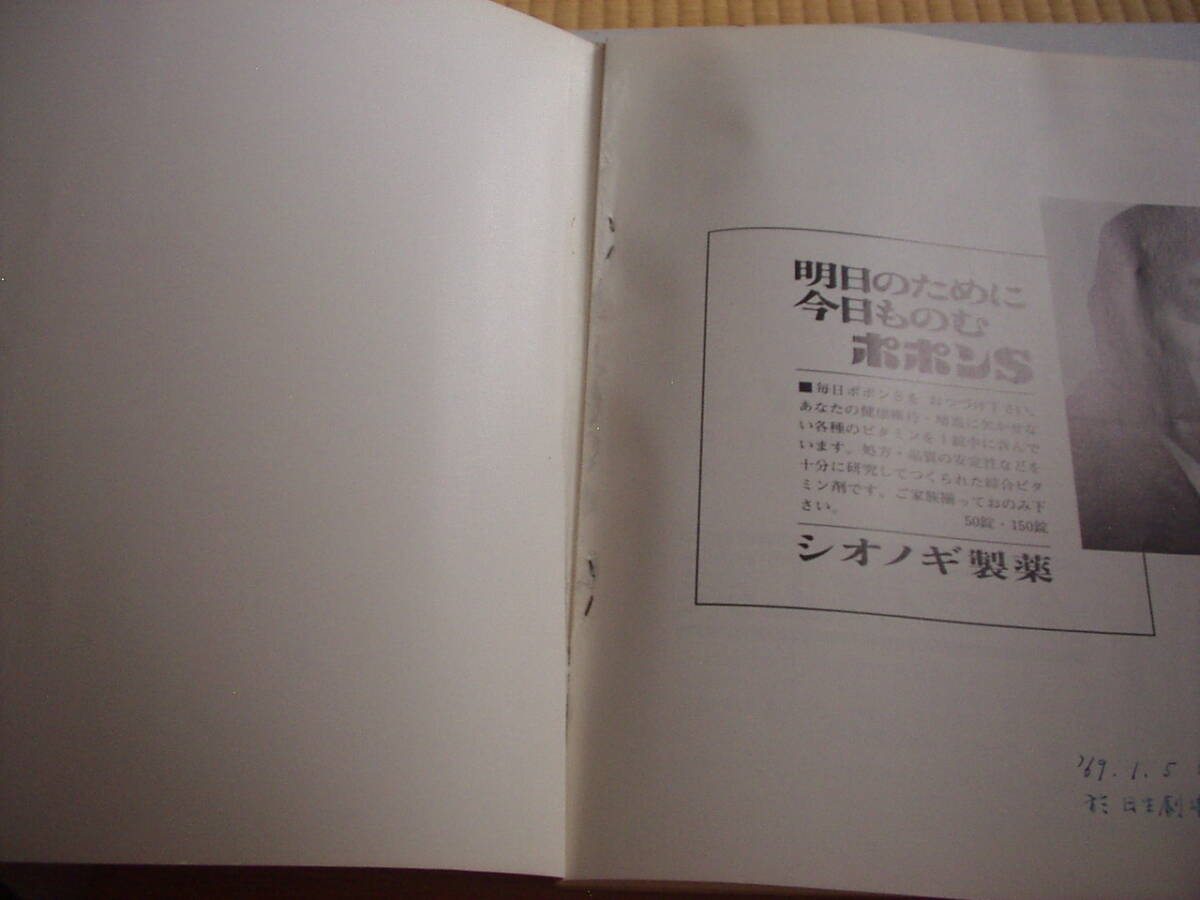 明日のために
今日ものむ
ポポンS
■毎日ポポンSを おつづけ下さい。
あなたの健康維持・増進に欠かせな
い各種のビタミンを1錠中に含んで
います。処方・品質の安定性などを
十分に研究してつくられた綜合ビタ
ミン剤です。ご家族揃っておのみ下
さい。
50錠・150錠
シオノギ製薬
'69.1.5
於 日生劇場